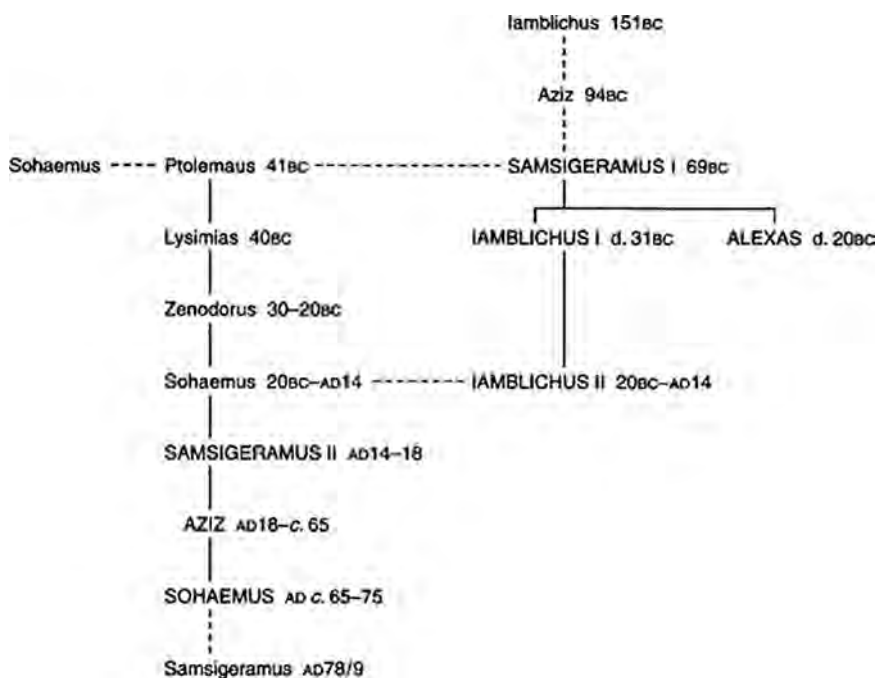 Iamblichus 151BC
Aziz 94BC
Sohaemus Ptolemaus 41BC SAMSIGERAMUS I 69BC
Lysimias 40BC IAMBLICHUS I d. 31BC ALEXAS d. 20BC
Zenodorus 30–20BC
Sohaemus 20BC–AD14 IAMBLICHUS II 20BC–AD14
SAMSIGERAMUS II AD14–18
AZIZ AD18–c. 65
SOHAEMUS AD c. 65–75
Samsigeramus AD78/9